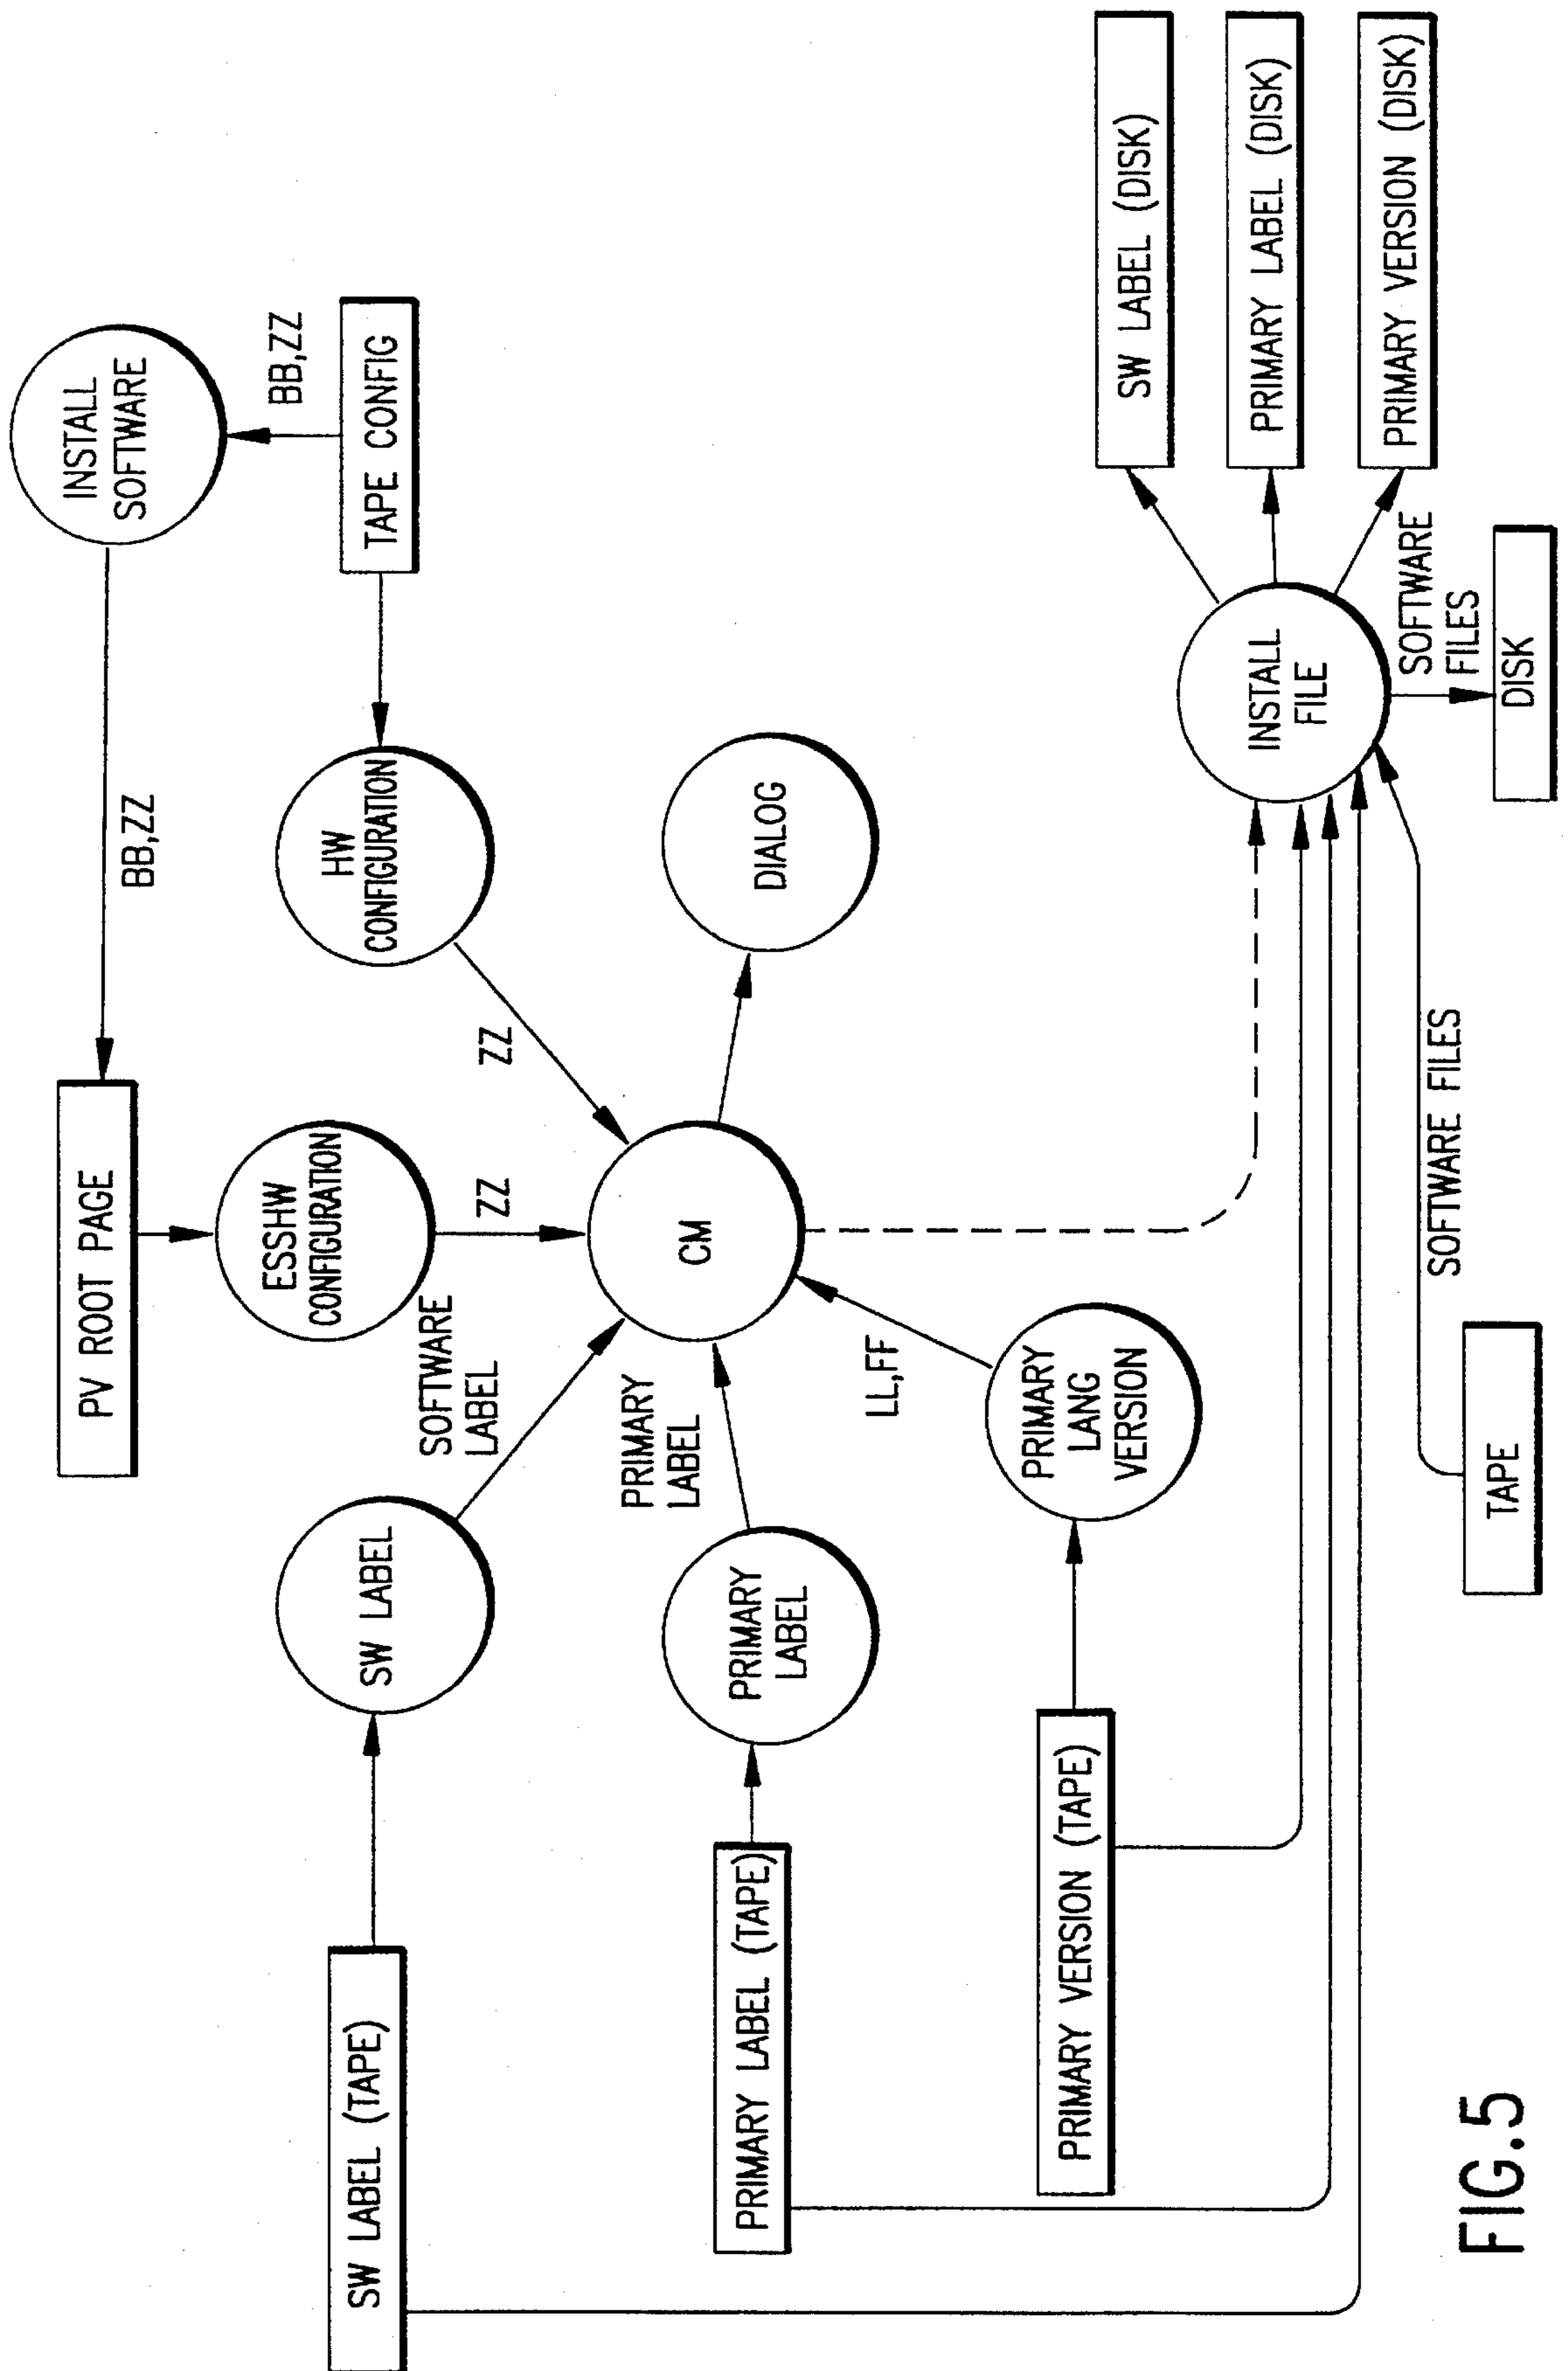 SW LABEL (TAPE)
SW LABEL
PV ROOT PAGE
ESSHW
CONFIGURATION
BB,ZZ
INSTALL
SOFTWARE
BB,ZZ
TAPE CONFIG
HW
CONFIGURATION
SOFTWARE
LABEL
ZZ
ZZ
PRIMARY LABEL (TAPE)
PRIMARY
LABEL
PRIMARY
LABEL
CM
DIALOG
PRIMARY VERSION (TAPE)
PRIMARY
LANG
VERSION
LL,FF
INSTALL
FILE
SW LABEL (DISK)
PRIMARY LABEL (DISK)
PRIMARY VERSION (DISK)
SOFTWARE
FILES
DISK
TAPE
SOFTWARE FILES
FIG.5